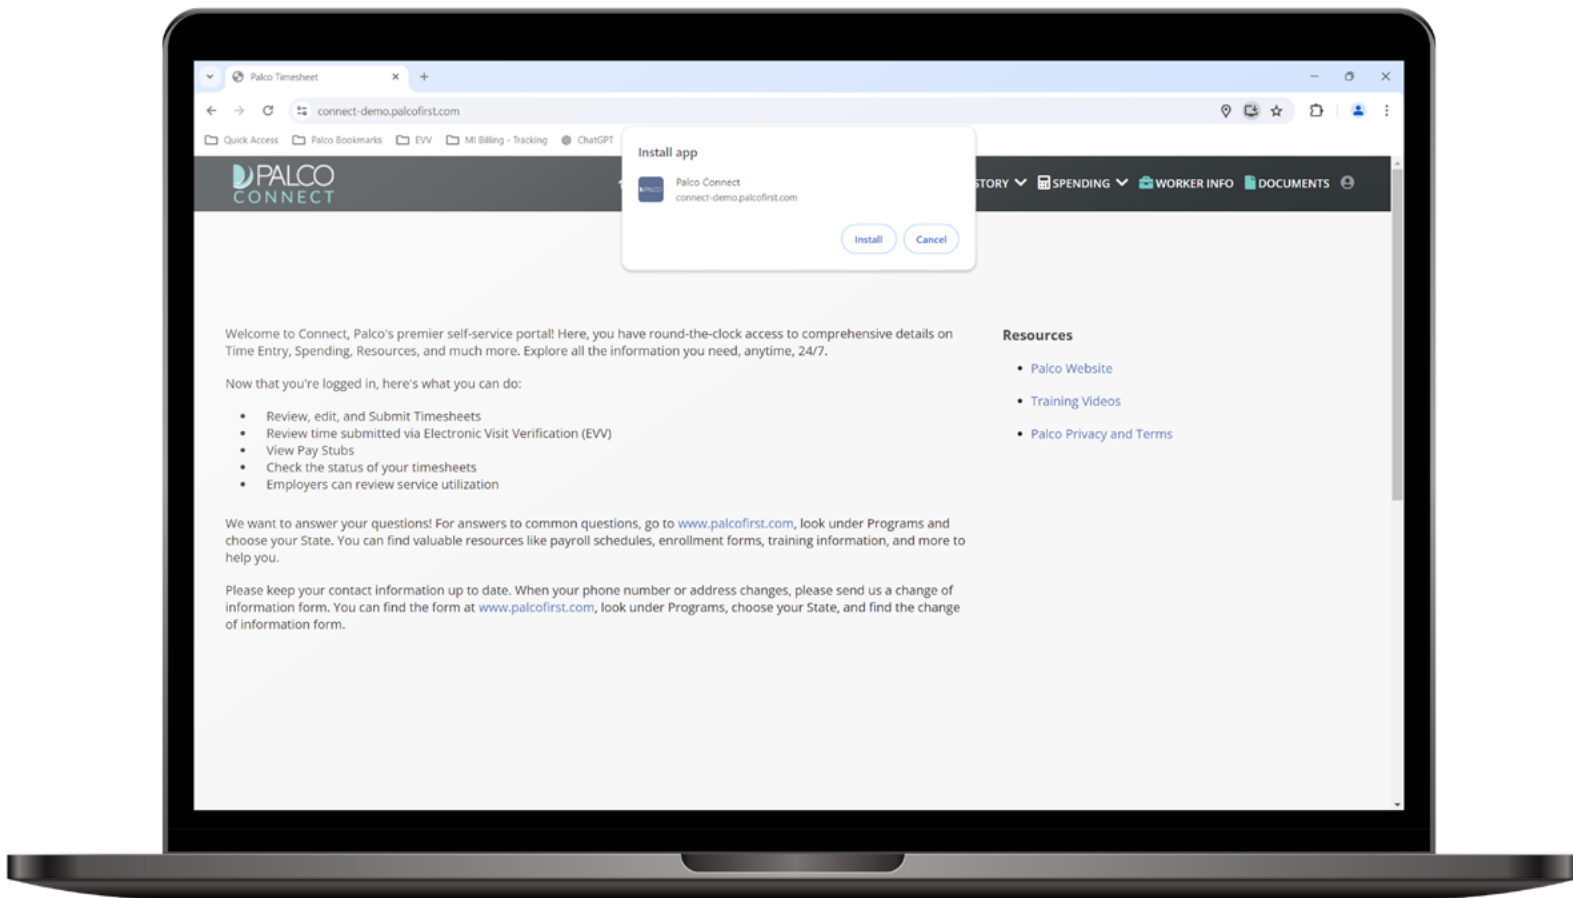 Palco Timesheet
connect-demo.palcofirst.com
Quick Access Palco Bookmarks EVV MI Billing - Tracking ChatGPT
Install app
Palco Connect
connect-demo.palcofirst.com
Install Cancel
PALCO
CONNECT
STORY SPENDING WORKER INFO DOCUMENTS
Welcome to Connect, Palco's premier self-service portal! Here, you have round-the-clock access to comprehensive details on
Time Entry, Spending, Resources, and much more. Explore all the information you need, anytime, 24/7.
Now that you're logged in, here's what you can do:
• Review, edit, and Submit Timesheets
• Review time submitted via Electronic Visit Verification (EVV)
• View Pay Stubs
• Check the status of your timesheets
• Employers can review service utilization
We want to answer your questions! For answers to common questions, go to www.palcofirst.com, look under Programs and
choose your State. You can find valuable resources like payroll schedules, enrollment forms, training information, and more to
help you.
Please keep your contact information up to date. When your phone number or address changes, please send us a change of
information form. You can find the form at www.palcofirst.com, look under Programs, choose your State, and find the change
of information form.
Resources
• Palco Website
• Training Videos
• Palco Privacy and Terms